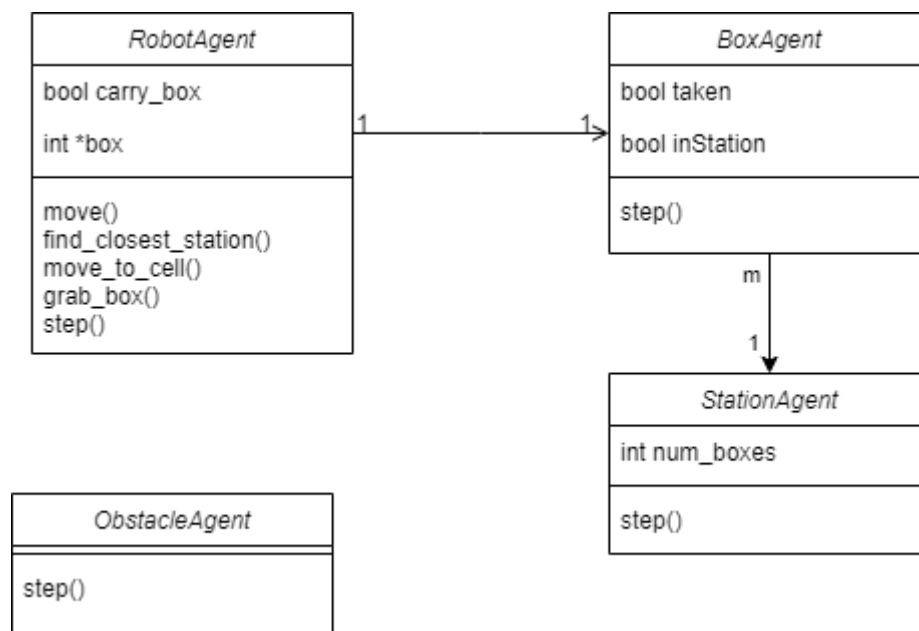 RobotAgent
bool carry_box
int *box
move()
find_closest_station()
move_to_cell()
grab_box()
step()
1
1
BoxAgent
bool taken
bool inStation
step()
m
1
StationAgent
int num_boxes
step()
ObstacleAgent
step()